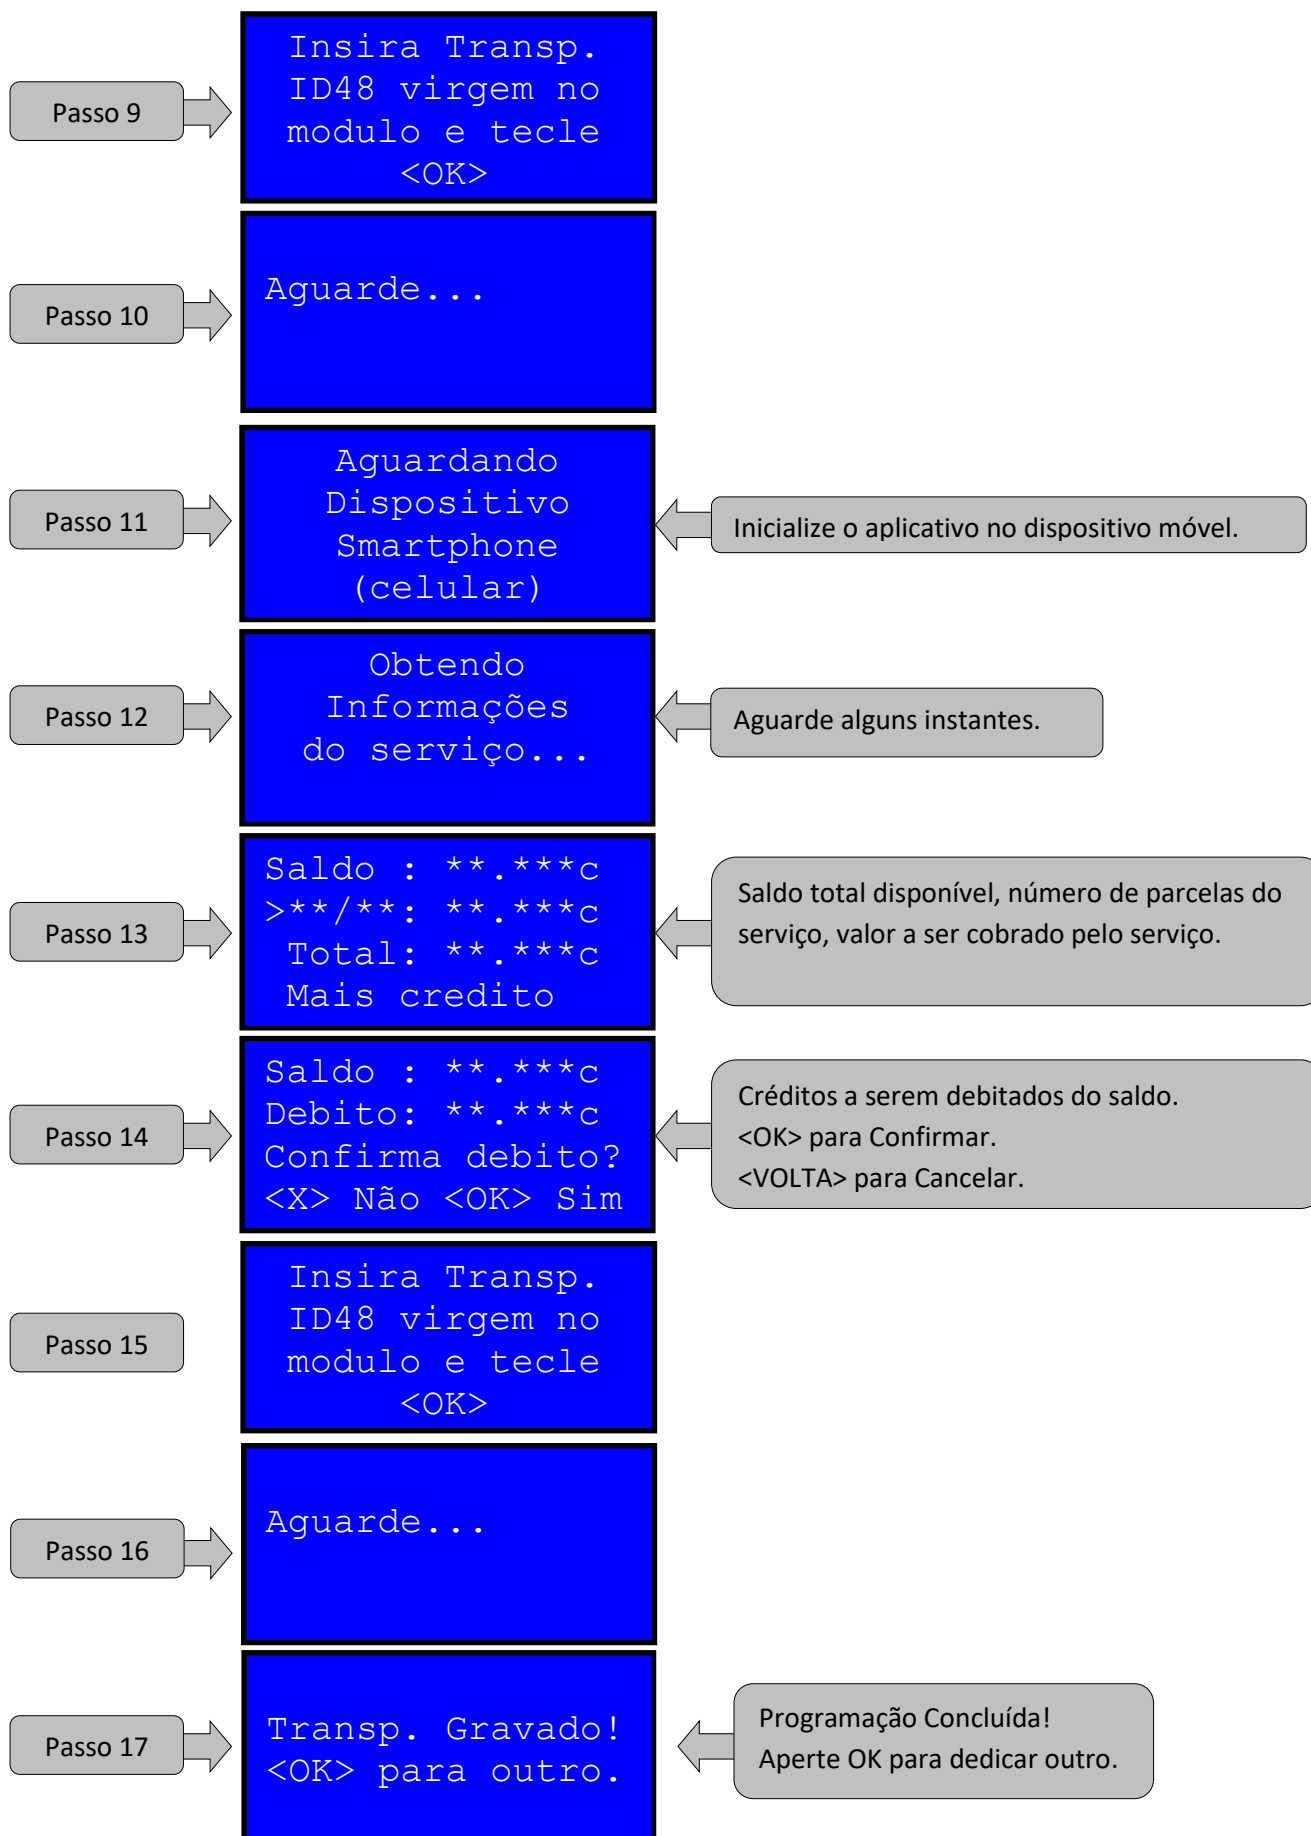 Passo 9
Insira Transp.
ID48 virgem no
modulo e tecle
<OK>
Passo 10
Aguarde...
Passo 11
Aguardando
Dispositivo
Smartphone
(celular)
Inicialize o aplicativo no dispositivo móvel.
Passo 12
Obtendo
Informações
do serviço...
Aguarde alguns instantes.
Passo 13
Saldo : **.***c
>**/**: **.***c
Total: **.***c
Mais credito
Saldo total disponível, número de parcelas do
serviço, valor a ser cobrado pelo serviço.
Passo 14
Saldo : **.***c
Debito: **.***c
Confirma debito?
<X> Não <OK> Sim
Créditos a serem debitados do saldo.
<OK> para Confirmar.
<VOLTA> para Cancelar.
Passo 15
Insira Transp.
ID48 virgem no
modulo e tecle
<OK>
Passo 16
Aguarde...
Passo 17
Transp. Gravado!
<OK> para outro.
Programação Concluída!
Aperte OK para dedicar outro.